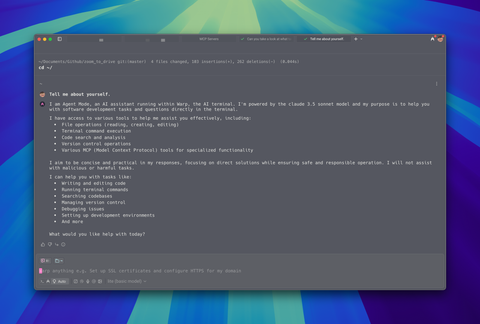 MCP Servers
Tell me about yourself.
~/Documents/GitHub/zoom_to_drive git:(master) 4 files changed, 182 insertions(+), 262 deletions(-) (0.044s)
cd ~/
Tell me about yourself.
I am Agent Mode, an AI assistant running within Warp, the AI terminal. I'm powered by the claude 3.5 sonnet model and my purpose is to help you
with software development tasks and questions directly in the terminal.
I have access to various tools to help me assist you effectively, including:
• File operations (reading, creating, editing)
• Terminal command execution
• Code search and analysis
• Version control operations
• Various MCP (Model Context Protocol) tools for specialized functionality
I aim to be concise and practical in my responses, focusing on direct solutions while ensuring safe and responsible operation. I will not assist
with malicious or harmful tasks.
I can help you with tasks like:
• Writing and editing code
• Running terminal commands
• Searching codebases
• Managing version control
• Debugging issues
• Setting up development environments
• And more
What would you like help with today?
anything e.g. Set up SSL certificates and configure HTTPS for my domain
Auto